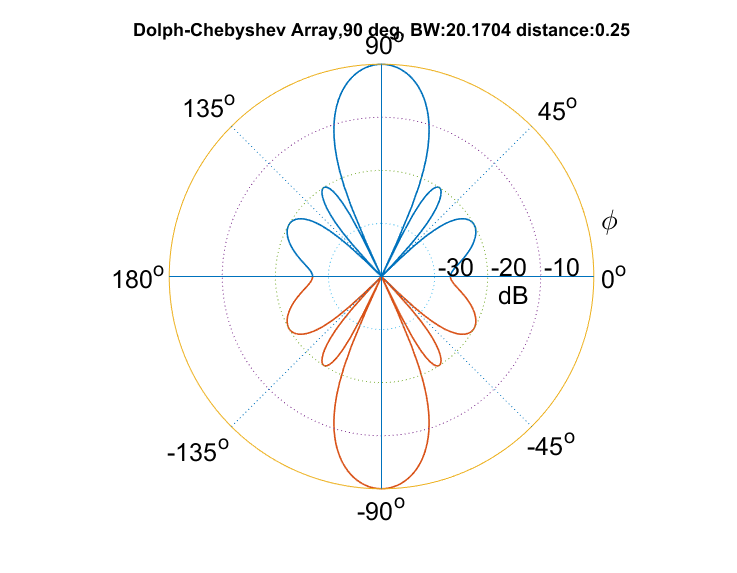 Dolph-Chebyshev Array,90 deg, BW:20.1704 distance:0.25
90°
135° 45°
ϕ
180° -30 -20 -10 0°
dB
-135° -45°
-90°